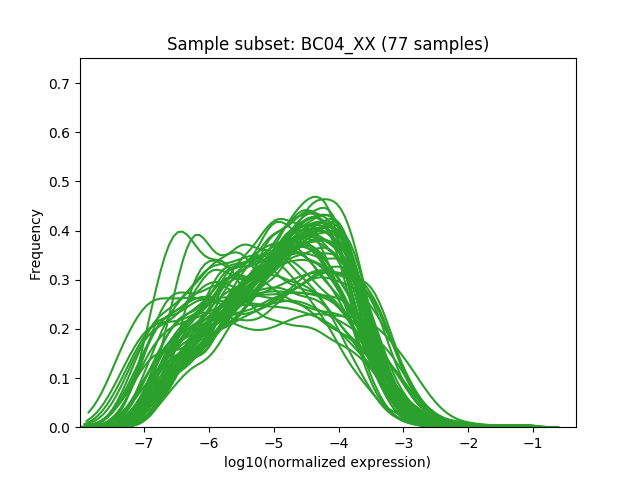 Sample subset: BC04_XX (77 samples)
0.7
0.6
0.5
0.4
0.3
0.2
0.1
0.0
Frequency
−7 −6 −5 −4 −3 −2 −1
log10(normalized expression)